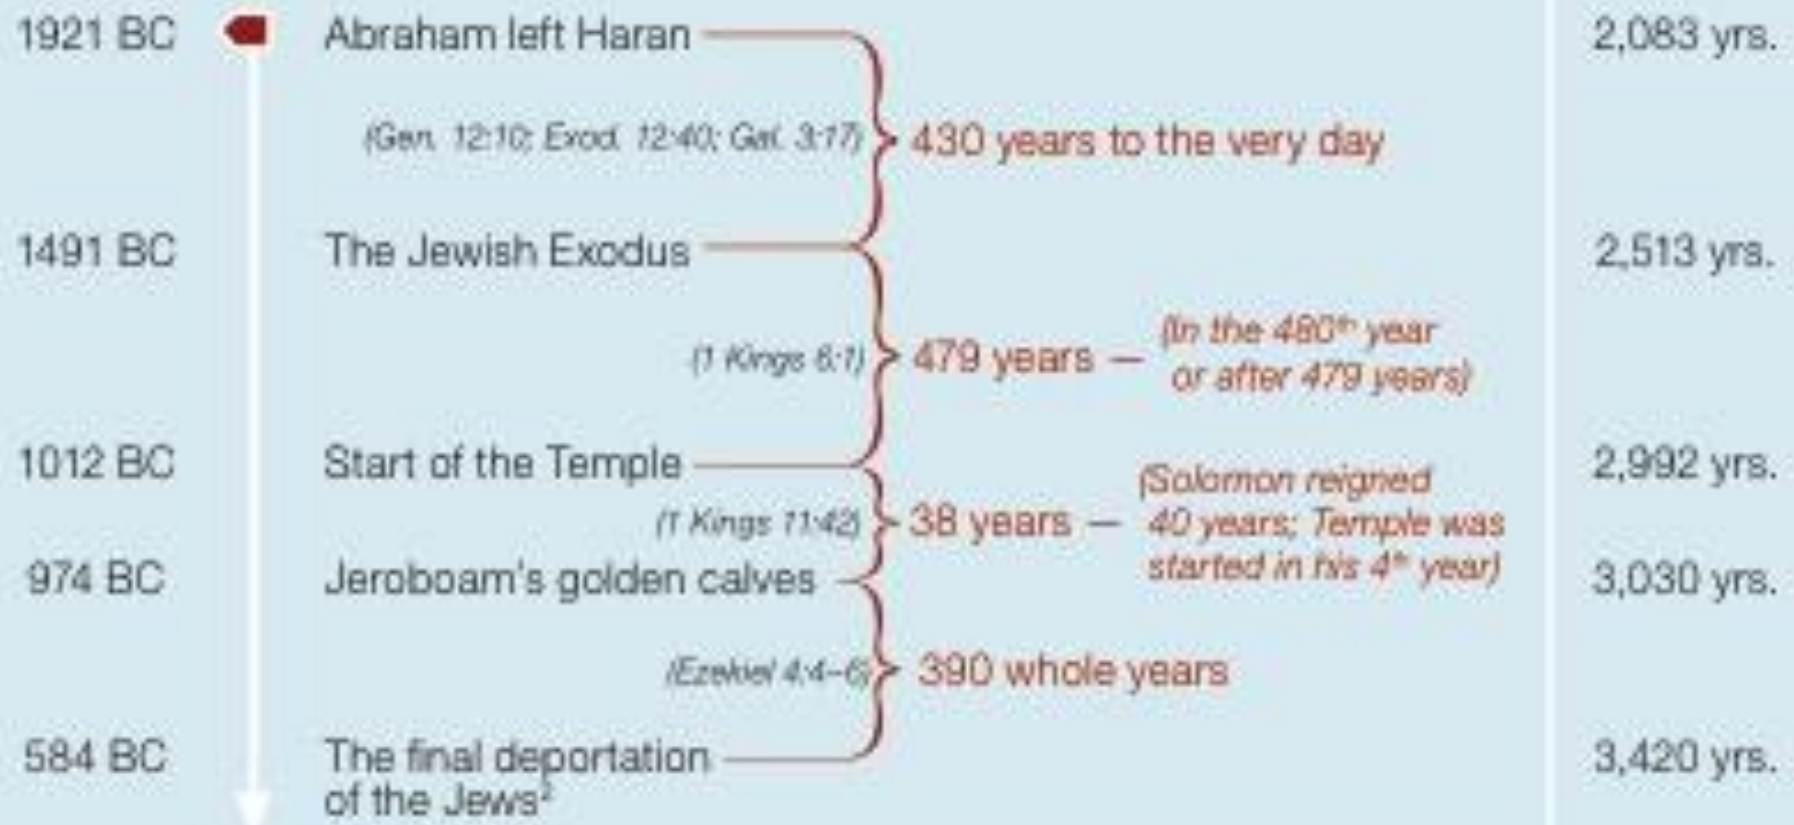 1921 BC Abraham left Haran 2,083 yrs.
(Gen. 12:10; Exod. 12:40; Gal. 3:17) 430 years to the very day
1491 BC The Jewish Exodus 2,513 yrs.
(1 Kings 6:1) 479 years — (In the 480th year
or after 479 years)
1012 BC Start of the Temple 2,992 yrs.
(1 Kings 11:42) 38 years — (Solomon reigned
40 years; Temple was
started in his 4th year)
974 BC Jeroboam's golden calves 3,030 yrs.
(Ezekiel 4:4–6) 390 whole years
584 BC The final deportation 3,420 yrs.
of the Jews2